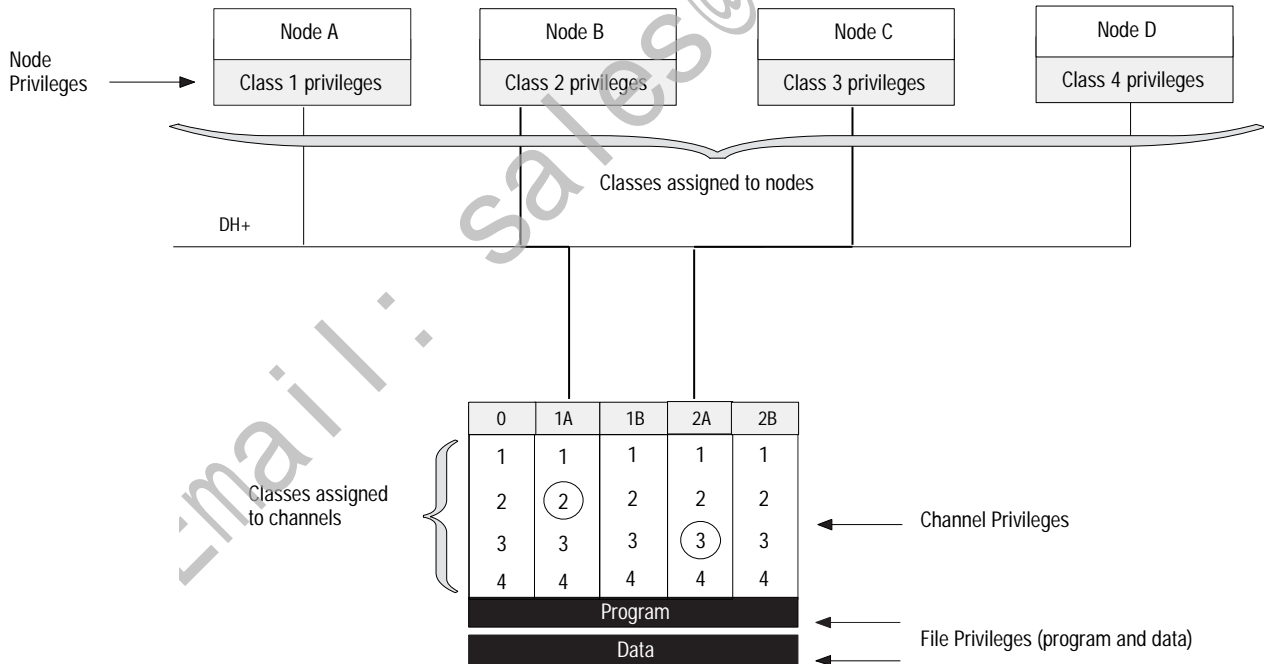 Node A
Node B
Node C
Node D
Node
Privileges
Class 1 privileges
Class 2 privileges
Class 3 privileges
Class 4 privileges
Classes assigned to nodes
DH+
0 1A 1B 2A 2B
1 1 1 1 1
2 2 2 2 2
3 3 3 3 3
4 4 4 4 4
Classes assigned
to channels
Channel Privileges
Program
Data
File Privileges (program and data)
Email: sales@